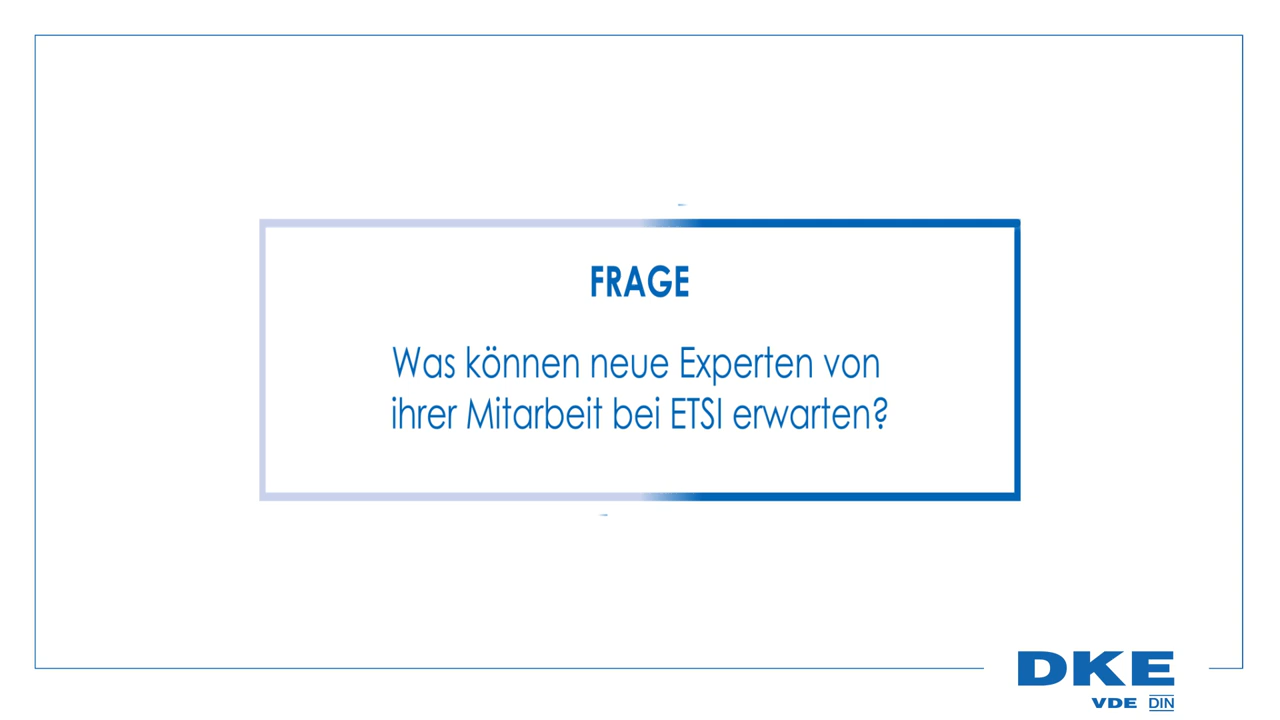 FRAGE
Was können neue Experten von
ihrer Mitarbeit bei ETSI erwarten?
DKE
VDE DIN